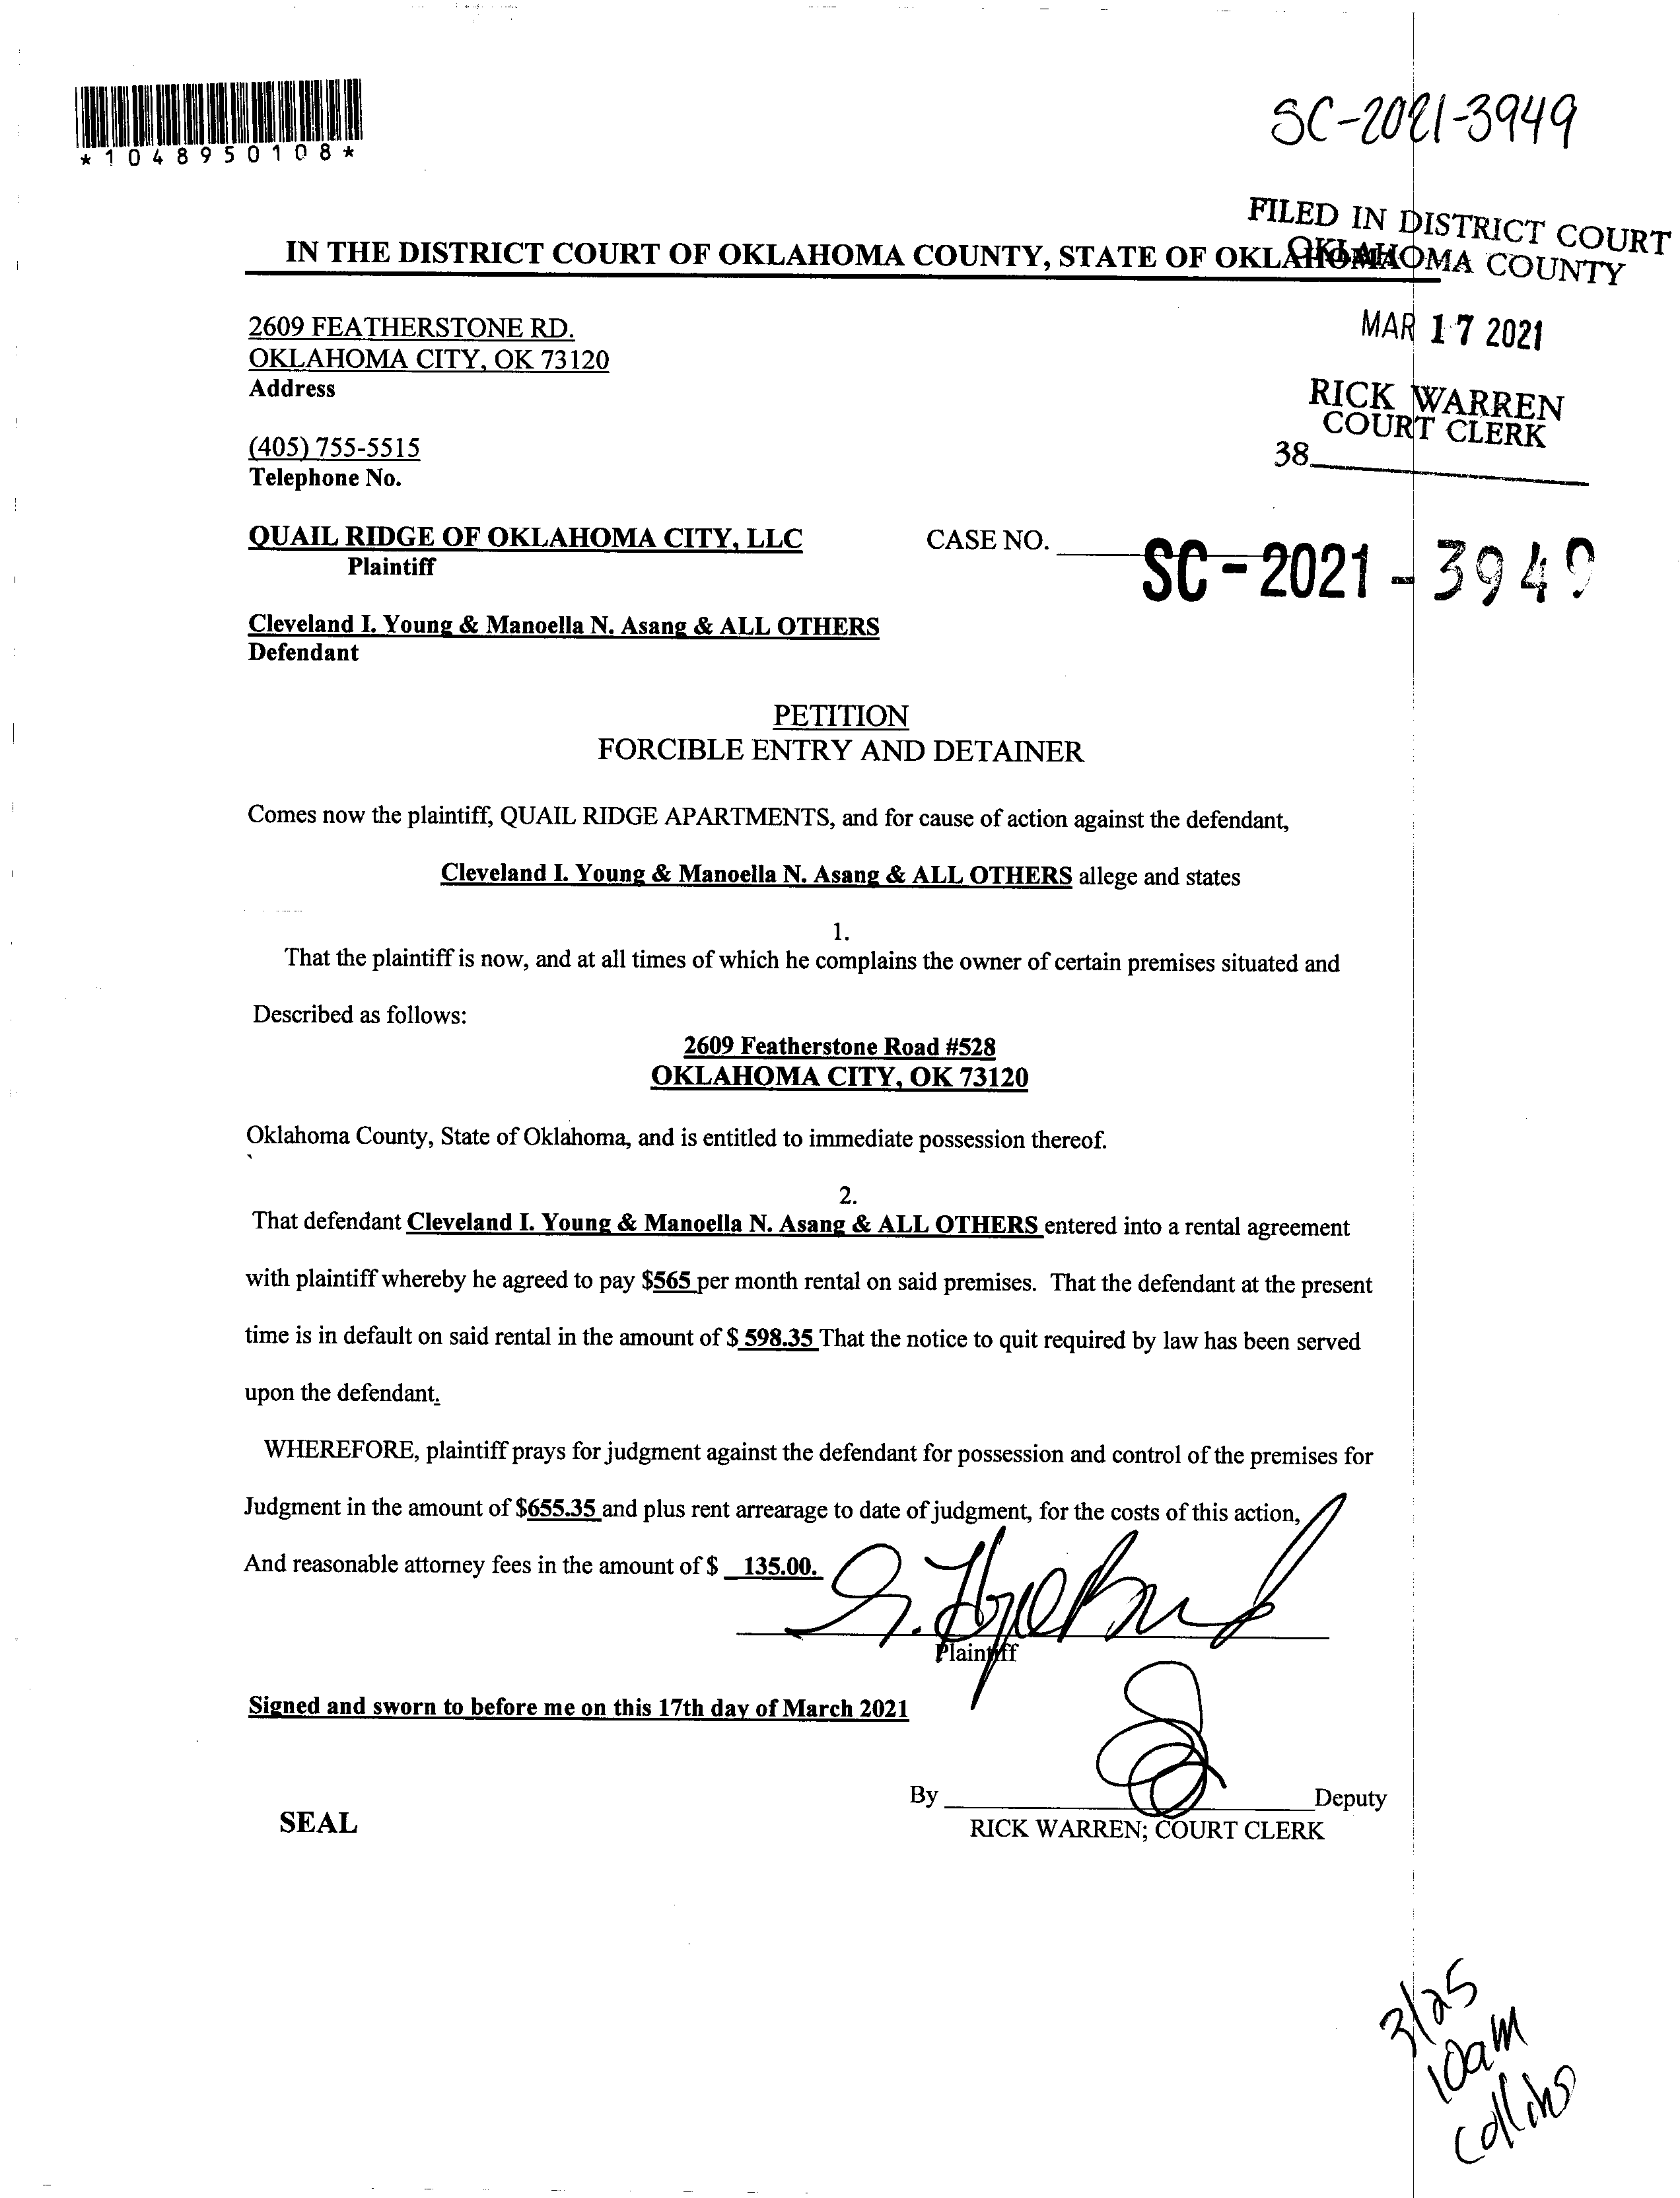 *1048950108*
SC-2021-3949
FILED IN DISTRICT COURT
OKLAHOMA COUNTY
IN THE DISTRICT COURT OF OKLAHOMA COUNTY, STATE OF OKLAHOMA
MAR 17 2021
RICK WARREN
COURT CLERK
38
2609 FEATHERSTONE RD.
OKLAHOMA CITY, OK 73120
Address
(405) 755-5515
Telephone No.
QUAIL RIDGE OF OKLAHOMA CITY, LLC
Plaintiff
CASE NO. SC-2021-3949
Cleveland I. Young & Manoella N. Asang & ALL OTHERS
Defendant
PETITION
FORCIBLE ENTRY AND DETAINER
Comes now the plaintiff, QUAIL RIDGE APARTMENTS, and for cause of action against the defendant,
Cleveland I. Young & Manoella N. Asang & ALL OTHERS allege and states
1.
That the plaintiff is now, and at all times of which he complains the owner of certain premises situated and
Described as follows:
2609 Featherstone Road #528
OKLAHOMA CITY, OK 73120
Oklahoma County, State of Oklahoma, and is entitled to immediate possession thereof.
2.
That defendant Cleveland I. Young & Manoella N. Asang & ALL OTHERS entered into a rental agreement
with plaintiff whereby he agreed to pay $565 per month rental on said premises. That the defendant at the present
time is in default on said rental in the amount of $ 598.35 That the notice to quit required by law has been served
upon the defendant.
WHEREFORE, plaintiff prays for judgment against the defendant for possession and control of the premises for
Judgment in the amount of $655.35 and plus rent arrearage to date of judgment, for the costs of this action,
And reasonable attorney fees in the amount of $ 135.00.
Plaintiff
Signed and sworn to before me on this 17th day of March 2021
By Deputy
SEAL
RICK WARREN; COURT CLERK
3/25
10am
Collins